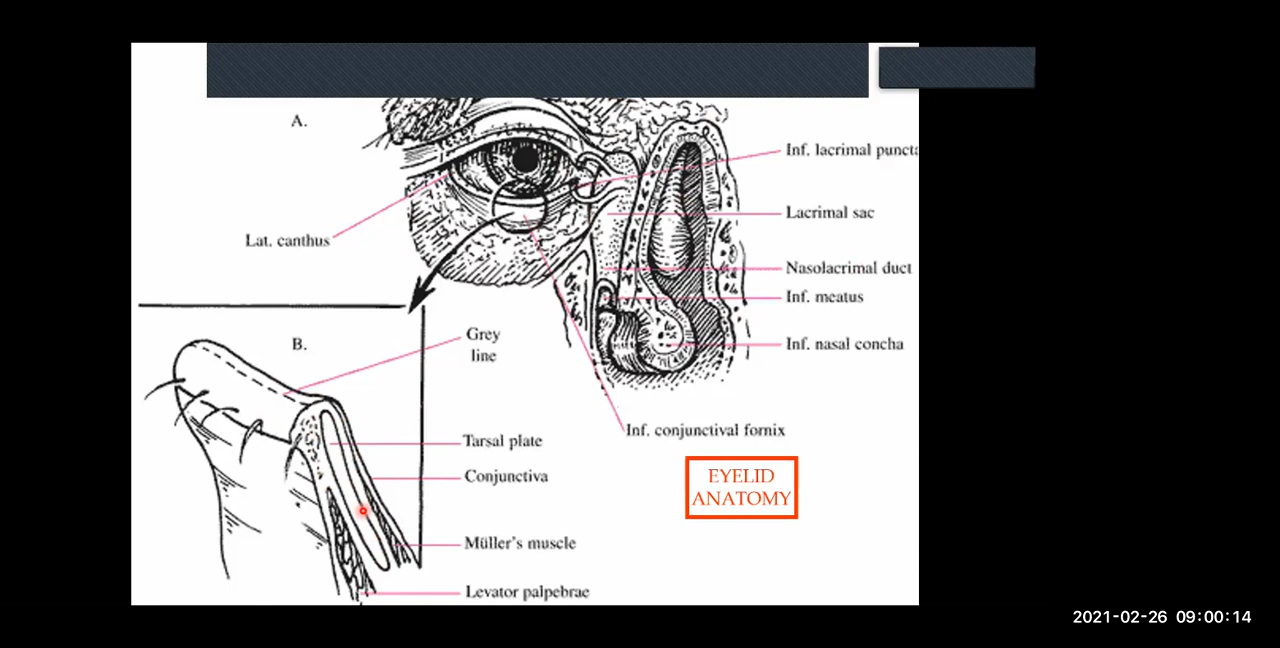 A.
Inf. lacrimal puncta
Lacrimal sac
Lat. canthus
Nasolacrimal duct
Inf. meatus
Inf. nasal concha
B.
Grey
line
Inf. conjunctival fornix
Tarsal plate
Conjunctiva
EYELID
ANATOMY
Müller's muscle
Levator palpebrae
2021-02-26 09:00:14